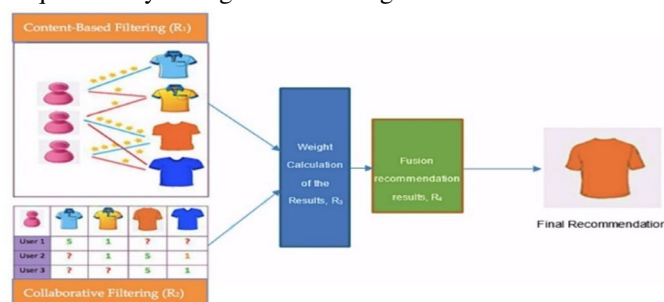 Content-Based Filtering (R₁)
Weight
Calculation
of the
Results, R₃
Fusion
recommendation
results, R₄
Final Recommendation
User 1 5 1 ? ?
User 2 ? 1 5 1
User 3 ? ? 5 1
Collaborative Filtering (R₂)